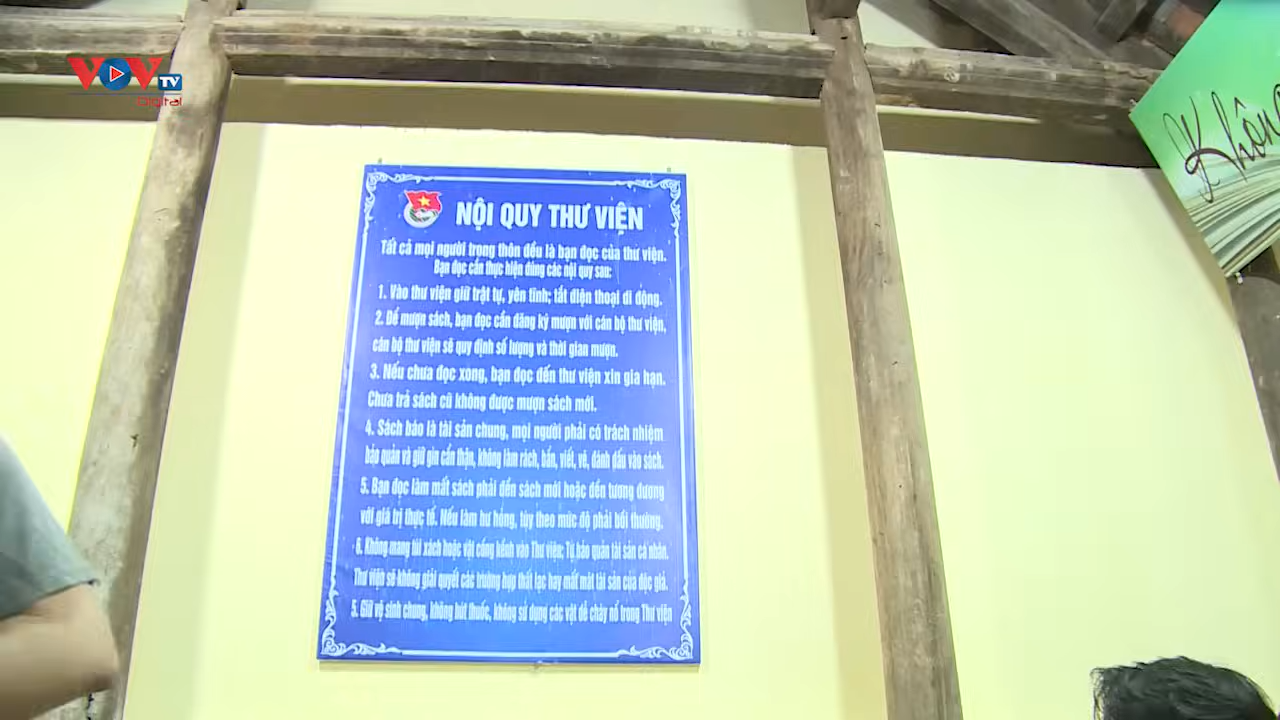 VOV TV
Digital
Không
NỘI QUY THƯ VIỆN
Tất cả mọi người trong thôn đều là bạn đọc của thư viện.
Bạn đọc cần thực hiện đúng các nội quy sau:
1. Vào thư viện giữ trật tự, yên tĩnh; tắt điện thoại di động.
2. Để mượn sách, bạn đọc cần đăng ký mượn với cán bộ thư viện,
cán bộ thư viện sẽ quy định số lượng và thời gian mượn.
3. Nếu chưa đọc xong, bạn đọc đến thư viện xin gia hạn.
Chưa trả sách cũ không được mượn sách mới.
4. Sách báo là tài sản chung, mọi người phải có trách nhiệm
bảo quản và giữ gìn cẩn thận, không làm rách, bẩn, viết, vẽ, đánh dấu vào sách.
5. Bạn đọc làm mất sách phải đền sách mới hoặc đền tương đương
với giá trị thực tế. Nếu làm hư hỏng, tùy theo mức độ phải bồi thường.
6. Không mang túi xách hoặc vật cồng kềnh vào Thư viện; Tự bảo quản tài sản cá nhân.
Thư viện sẽ không giải quyết các trường hợp thất lạc hay mất mát tài sản của độc giả.
5. Giữ vệ sinh chung, không hút thuốc, không sử dụng các vật dễ cháy nổ trong Thư viện